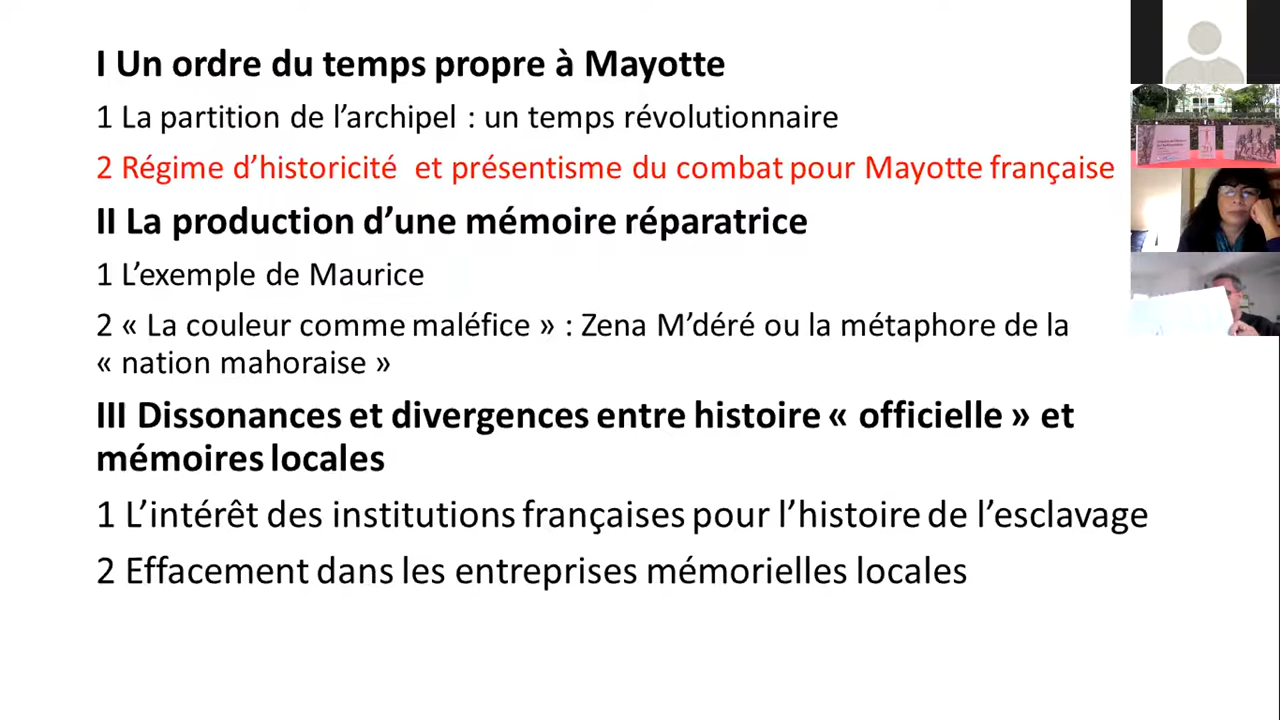 I Un ordre du temps propre à Mayotte
1 La partition de l’archipel : un temps révolutionnaire
2 Régime d’historicité  et présentisme du combat pour Mayotte française
II La production d’une mémoire réparatrice
1 L’exemple de Maurice
2 « La couleur comme maléfice » : Zena M’déré ou la métaphore de la
« nation mahoraise »
III Dissonances et divergences entre histoire « officielle » et
mémoires locales
1 L’intérêt des institutions françaises pour l’histoire de l’esclavage
2 Effacement dans les entreprises mémorielles locales